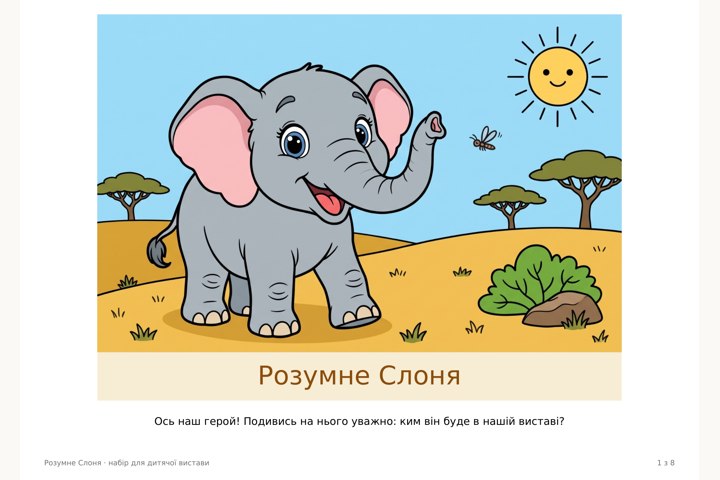 Розумне Слоня
Ось наш герой! Подивись на нього уважно: ким він буде в нашій виставі?
Розумне Слоня · набір для дитячої вистави
1 з 8